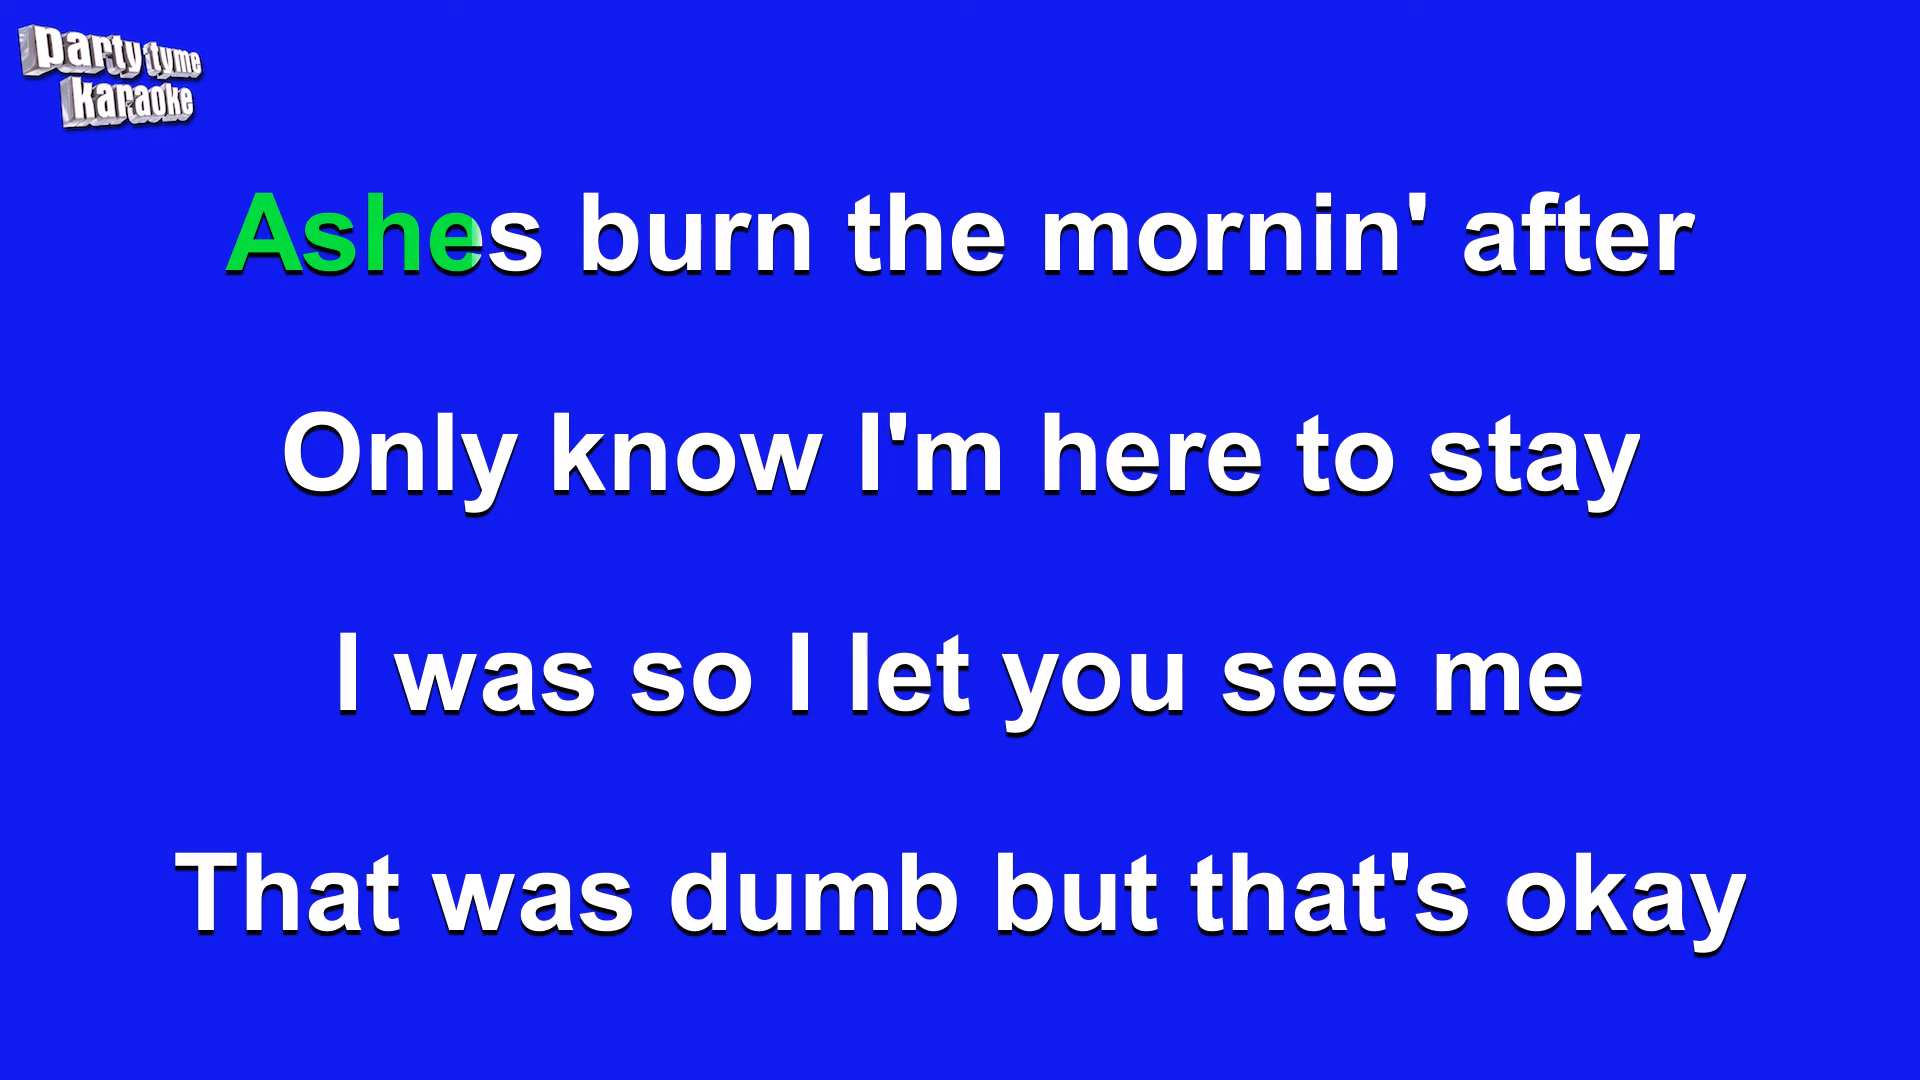 party tyme
karaoke
Ashes burn the mornin' after
Only know I'm here to stay
I was so I let you see me
That was dumb but that's okay